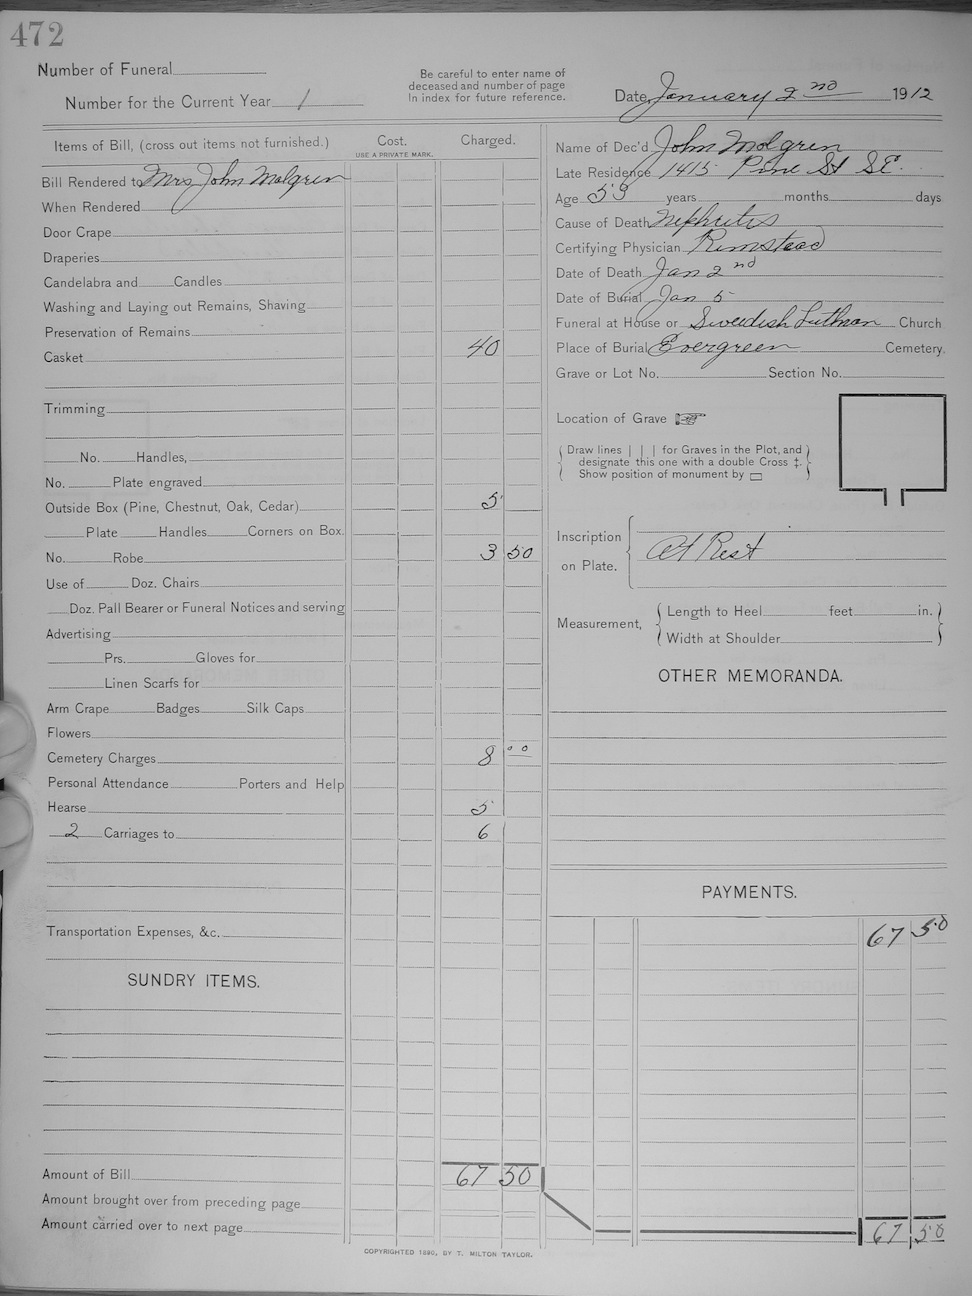 472
Number of Funeral
Number for the Current Year 1
Be careful to enter name of
deceased and number of page
in index for future reference.
Date January 2nd 1912
Items of Bill, (cross out items not furnished.)
Cost.
USE A PRIVATE MARK.
Charged.
Bill Rendered to Mrs John Molgren
When Rendered
Door Crape
Draperies
Candelabra and Candles
Washing and Laying out Remains, Shaving
Preservation of Remains
Casket 40
Trimming
No. Handles,
No. Plate engraved
Outside Box (Pine, Chestnut, Oak, Cedar) 5
Plate Handles Corners on Box.
No. Robe 3 50
Use of Doz. Chairs
Doz. Pall Bearer or Funeral Notices and serving
Advertising
Prs. Gloves for
Linen Scarfs for
Arm Crape Badges Silk Caps
Flowers
Cemetery Charges 8 00
Personal Attendance Porters and Help
Hearse 5
2 Carriages to 6
Transportation Expenses, &c.
SUNDRY ITEMS.
Amount of Bill 67 50
Amount brought over from preceding page
Amount carried over to next page
Name of Dec'd John Molgren
Late Residence 1415 Pine St SE.
Age 53 years months days
Cause of Death Nephritis
Certifying Physician Rimstead
Date of Death Jan 2nd
Date of Burial Jan 5
Funeral at House or Swedish Luthran Church
Place of Burial Evergreen Cemetery.
Grave or Lot No. Section No.
Location of Grave ☞
Draw lines | | | for Graves in the Plot, and
designate this one with a double Cross ‡.
Show position of monument by ▭
Inscription
on Plate.
At Rest
Measurement,
Length to Heel feet in.
Width at Shoulder
OTHER MEMORANDA.
PAYMENTS.
67 50
67 50
COPYRIGHTED 1890, BY T. MILTON TAYLOR.